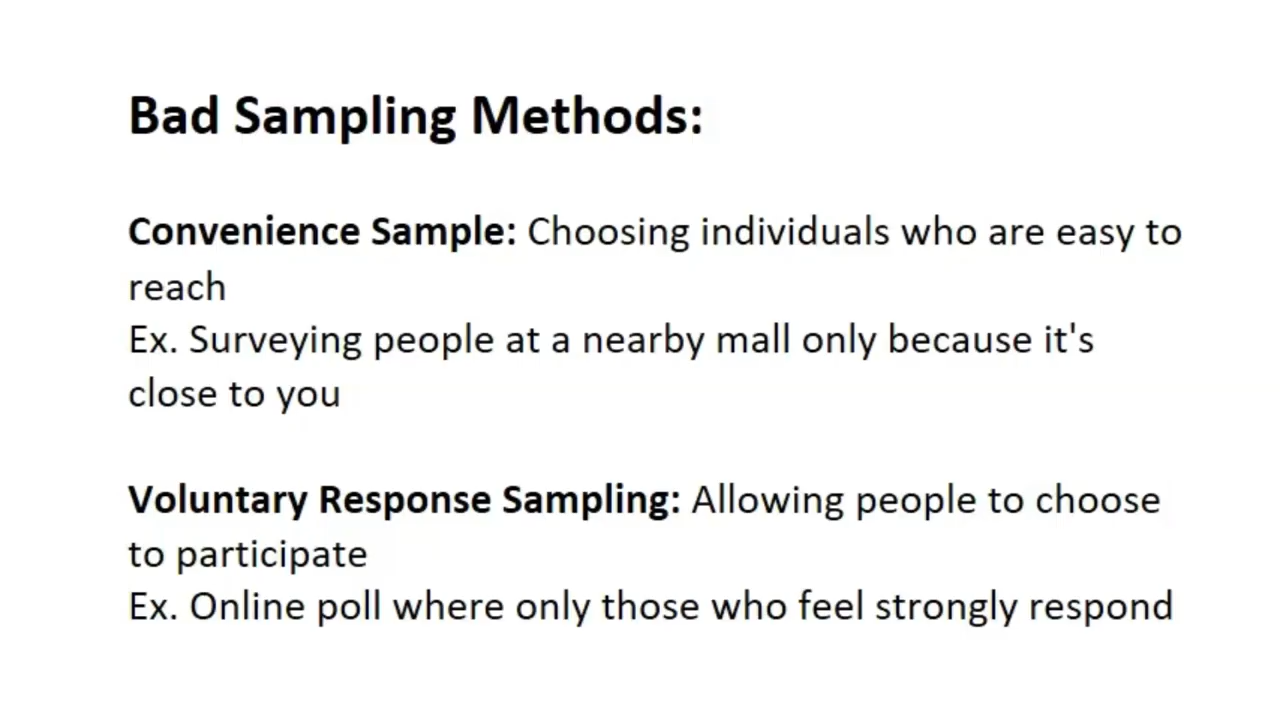 Bad Sampling Methods:
Convenience Sample: Choosing individuals who are easy to
reach
Ex. Surveying people at a nearby mall only because it's
close to you
Voluntary Response Sampling: Allowing people to choose
to participate
Ex. Online poll where only those who feel strongly respond